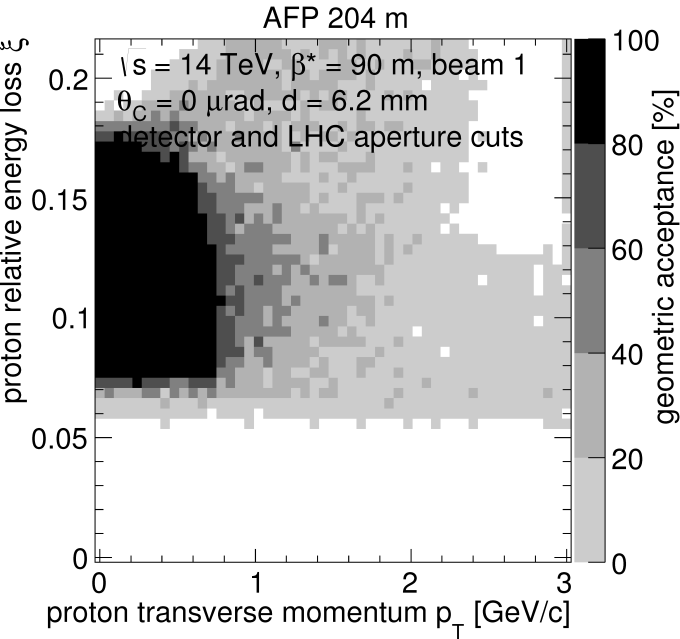 AFP 204 m
√s = 14 TeV, β* = 90 m, beam 1
θC = 0 μrad, d = 6.2 mm
detector and LHC aperture cuts
proton relative energy loss ξ
0.2
0.15
0.1
0.05
0
0 1 2 3
proton transverse momentum pT [GeV/c]
100
80
60
40
20
0
geometric acceptance [%]